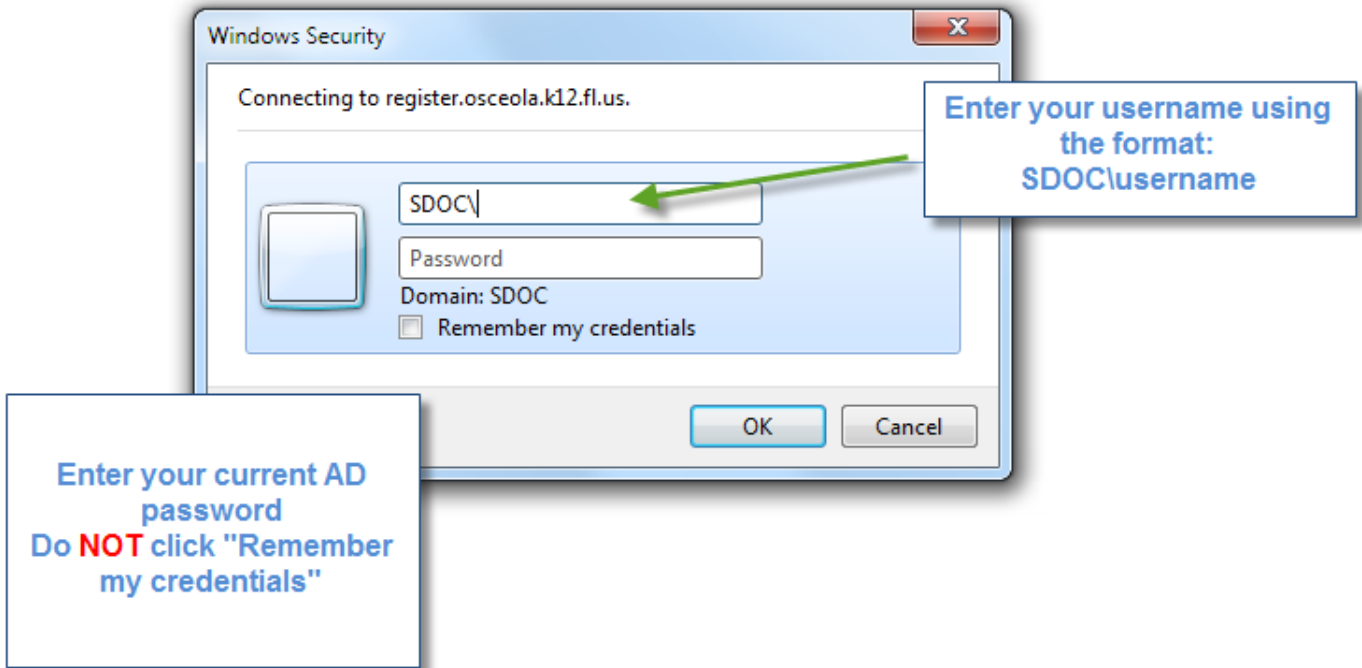 Windows Security
Connecting to register.osceola.k12.fl.us.
Enter your username using
the format:
SDOC\username
SDOC\
Password
Domain: SDOC
Remember my credentials
OK
Cancel
Enter your current AD
password
Do NOT click "Remember
my credentials"